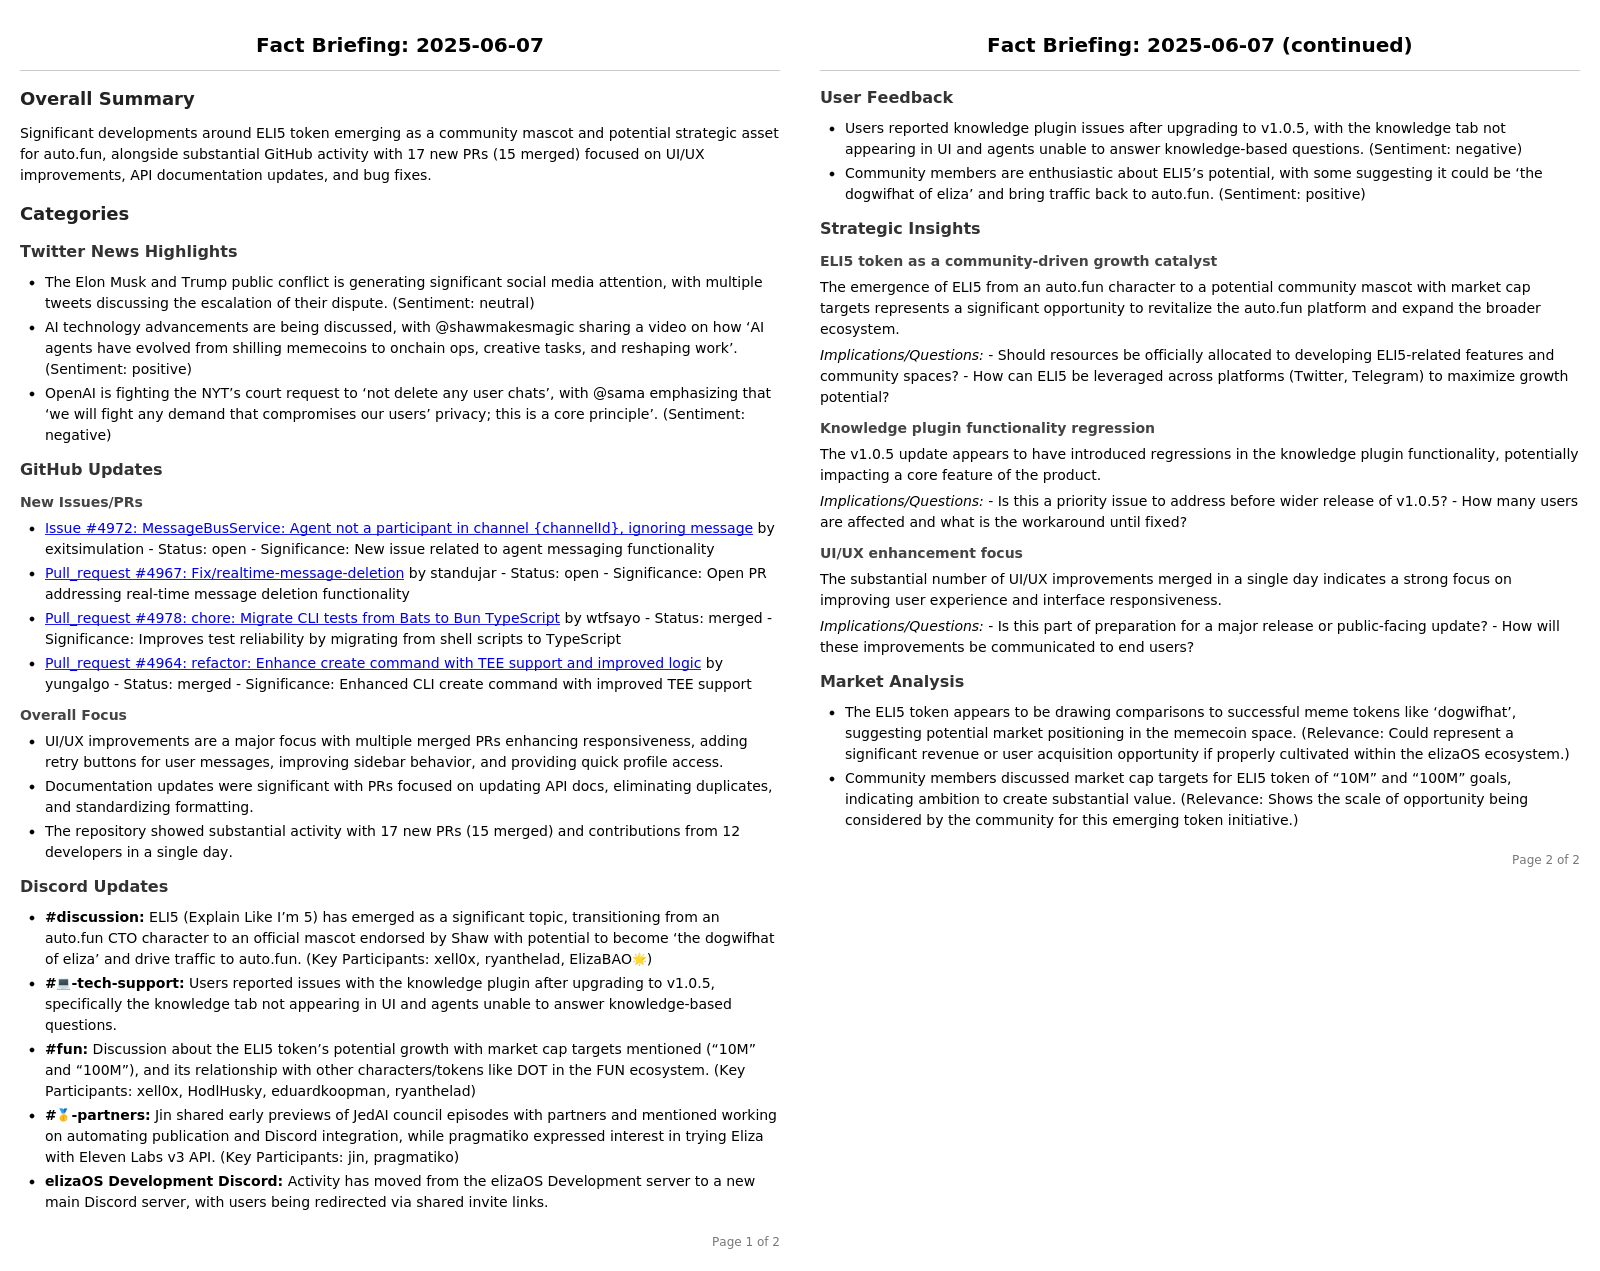 Fact Briefing: 2025-06-07
Overall Summary
Significant developments around ELI5 token emerging as a community mascot and potential strategic asset
for auto.fun, alongside substantial GitHub activity with 17 new PRs (15 merged) focused on UI/UX
improvements, API documentation updates, and bug fixes.
Categories
Twitter News Highlights
• The Elon Musk and Trump public conflict is generating significant social media attention, with multiple
tweets discussing the escalation of their dispute. (Sentiment: neutral)
• AI technology advancements are being discussed, with @shawmakesmagic sharing a video on how ‘AI
agents have evolved from shilling memecoins to onchain ops, creative tasks, and reshaping work’.
(Sentiment: positive)
• OpenAI is fighting the NYT’s court request to ‘not delete any user chats’, with @sama emphasizing that
‘we will fight any demand that compromises our users’ privacy; this is a core principle’. (Sentiment:
negative)
GitHub Updates
New Issues/PRs
• Issue #4972: MessageBusService: Agent not a participant in channel {channelId}, ignoring message by
exitsimulation - Status: open - Significance: New issue related to agent messaging functionality
• Pull_request #4967: Fix/realtime-message-deletion by standujar - Status: open - Significance: Open PR
addressing real-time message deletion functionality
• Pull_request #4978: chore: Migrate CLI tests from Bats to Bun TypeScript by wtfsayo - Status: merged -
Significance: Improves test reliability by migrating from shell scripts to TypeScript
• Pull_request #4964: refactor: Enhance create command with TEE support and improved logic by
yungalgo - Status: merged - Significance: Enhanced CLI create command with improved TEE support
Overall Focus
• UI/UX improvements are a major focus with multiple merged PRs enhancing responsiveness, adding
retry buttons for user messages, improving sidebar behavior, and providing quick profile access.
• Documentation updates were significant with PRs focused on updating API docs, eliminating duplicates,
and standardizing formatting.
• The repository showed substantial activity with 17 new PRs (15 merged) and contributions from 12
developers in a single day.
Discord Updates
• #discussion: ELI5 (Explain Like I’m 5) has emerged as a significant topic, transitioning from an
auto.fun CTO character to an official mascot endorsed by Shaw with potential to become ‘the dogwifhat
of eliza’ and drive traffic to auto.fun. (Key Participants: xell0x, ryanthelad, ElizaBAO🌟)
• #💻-tech-support: Users reported issues with the knowledge plugin after upgrading to v1.0.5,
specifically the knowledge tab not appearing in UI and agents unable to answer knowledge-based
questions.
• #fun: Discussion about the ELI5 token’s potential growth with market cap targets mentioned (“10M”
and “100M”), and its relationship with other characters/tokens like DOT in the FUN ecosystem. (Key
Participants: xell0x, HodlHusky, eduardkoopman, ryanthelad)
• #🥇-partners: Jin shared early previews of JedAI council episodes with partners and mentioned working
on automating publication and Discord integration, while pragmatiko expressed interest in trying Eliza
with Eleven Labs v3 API. (Key Participants: jin, pragmatiko)
• elizaOS Development Discord: Activity has moved from the elizaOS Development server to a new
main Discord server, with users being redirected via shared invite links.
Page 1 of 2
Fact Briefing: 2025-06-07 (continued)
User Feedback
• Users reported knowledge plugin issues after upgrading to v1.0.5, with the knowledge tab not
appearing in UI and agents unable to answer knowledge-based questions. (Sentiment: negative)
• Community members are enthusiastic about ELI5’s potential, with some suggesting it could be ‘the
dogwifhat of eliza’ and bring traffic back to auto.fun. (Sentiment: positive)
Strategic Insights
ELI5 token as a community-driven growth catalyst
The emergence of ELI5 from an auto.fun character to a potential community mascot with market cap
targets represents a significant opportunity to revitalize the auto.fun platform and expand the broader
ecosystem.
Implications/Questions: - Should resources be officially allocated to developing ELI5-related features and
community spaces? - How can ELI5 be leveraged across platforms (Twitter, Telegram) to maximize growth
potential?
Knowledge plugin functionality regression
The v1.0.5 update appears to have introduced regressions in the knowledge plugin functionality, potentially
impacting a core feature of the product.
Implications/Questions: - Is this a priority issue to address before wider release of v1.0.5? - How many users
are affected and what is the workaround until fixed?
UI/UX enhancement focus
The substantial number of UI/UX improvements merged in a single day indicates a strong focus on
improving user experience and interface responsiveness.
Implications/Questions: - Is this part of preparation for a major release or public-facing update? - How will
these improvements be communicated to end users?
Market Analysis
• The ELI5 token appears to be drawing comparisons to successful meme tokens like ‘dogwifhat’,
suggesting potential market positioning in the memecoin space. (Relevance: Could represent a
significant revenue or user acquisition opportunity if properly cultivated within the elizaOS ecosystem.)
• Community members discussed market cap targets for ELI5 token of “10M” and “100M” goals,
indicating ambition to create substantial value. (Relevance: Shows the scale of opportunity being
considered by the community for this emerging token initiative.)
Page 2 of 2